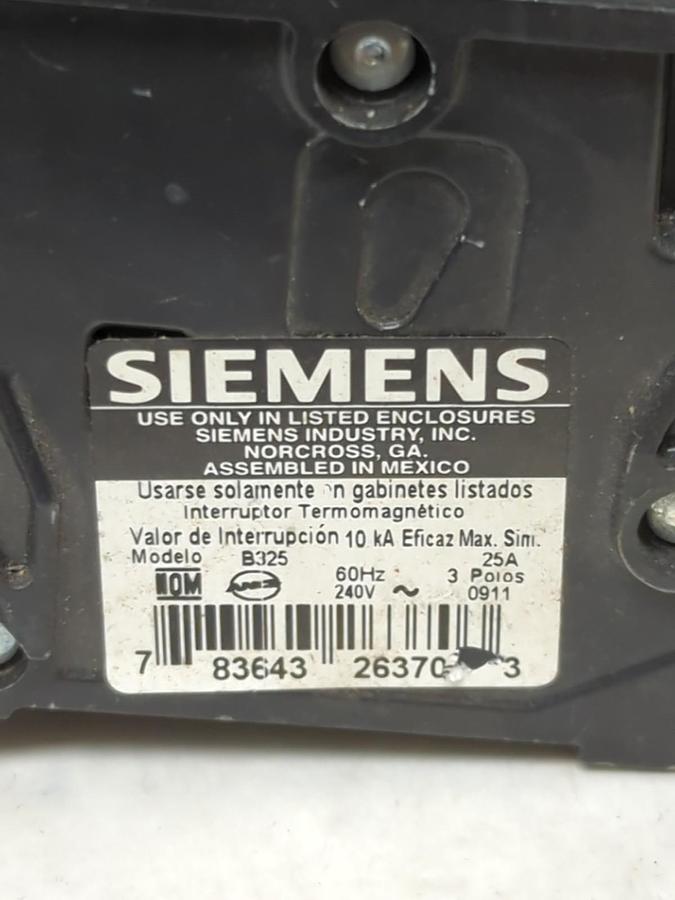 SIEMENS
USE ONLY IN LISTED ENCLOSURES
SIEMENS INDUSTRY, INC.
NORCROSS, GA.
ASSEMBLED IN MEXICO
Usarse solamente en gabinetes listados
Interruptor Termomagnético
Valor de Interrupción 10 kA Eficaz Max. Sim.
Modelo B325 25A
NOM ANCE 60Hz 3 Polos
240V ~ 0911
7 83643 26370 3